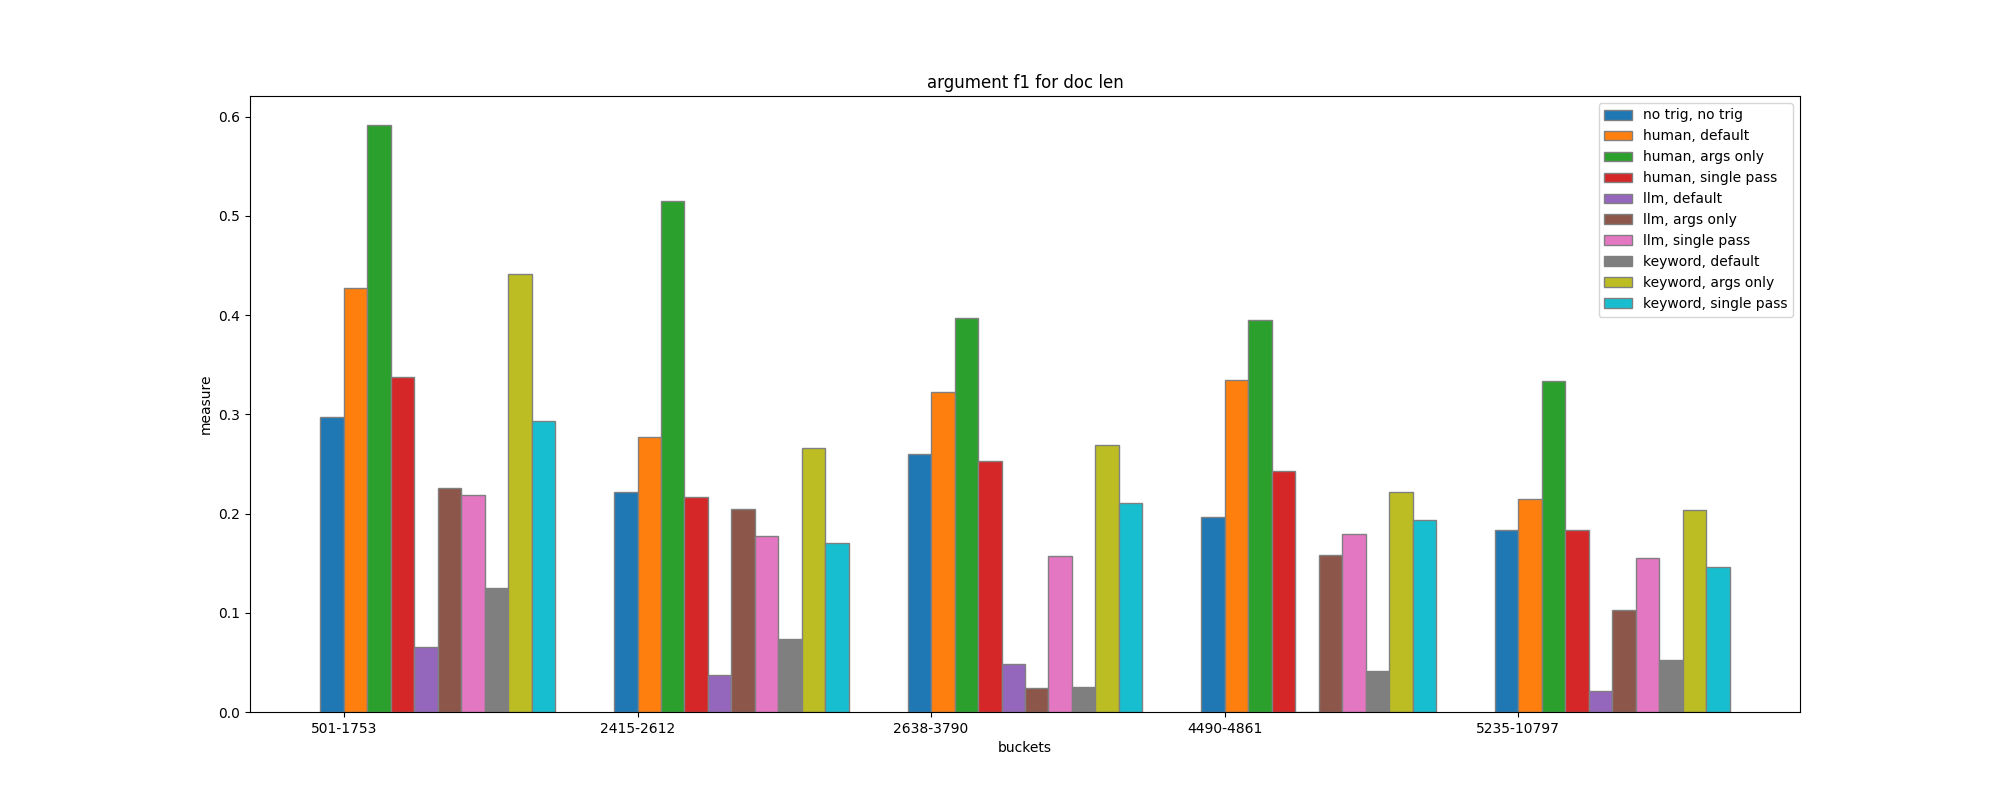 argument f1 for doc len
0.6
0.5
0.4
0.3
0.2
0.1
0.0
measure
no trig, no trig
human, default
human, args only
human, single pass
llm, default
llm, args only
llm, single pass
keyword, default
keyword, args only
keyword, single pass
501-1753 2415-2612 2638-3790 4490-4861 5235-10797
buckets